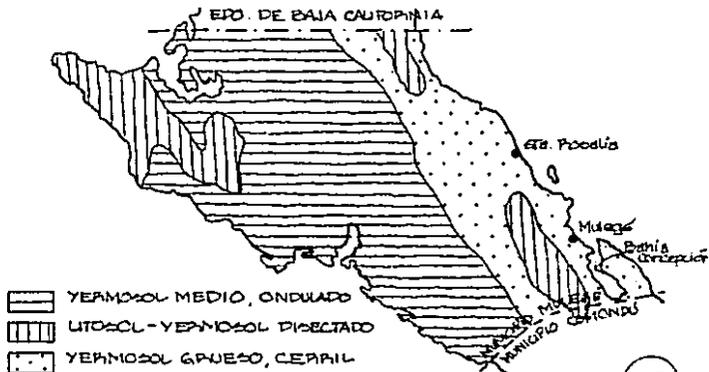 EDO. DE BAJA CALIFORNIA
Sta. Rosalía
Mulegé
Bahía
Concepción
MUNICIPIO MULEGÉ
MUNICIPIO COMONDÚ
YERMOSOL MEDIO, ONDULADO
LITOSOL-YERMOSOL DISECTADO
YERMOSOL GRUESO, CERRIL